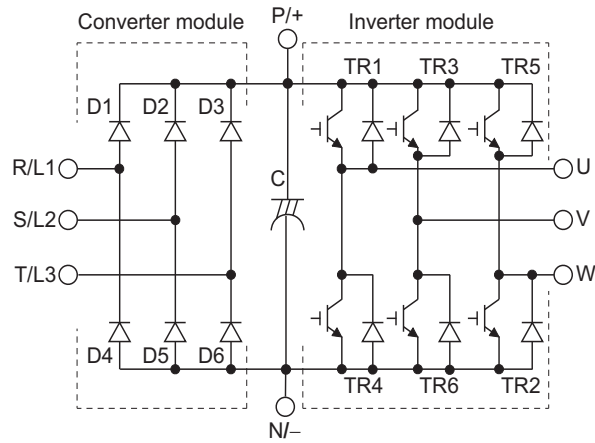 Converter module
P/+
Inverter module
D1
D2
D3
TR1
TR3
TR5
R/L1
C
U
S/L2
V
T/L3
W
D4
D5
D6
TR4
TR6
TR2
N/−